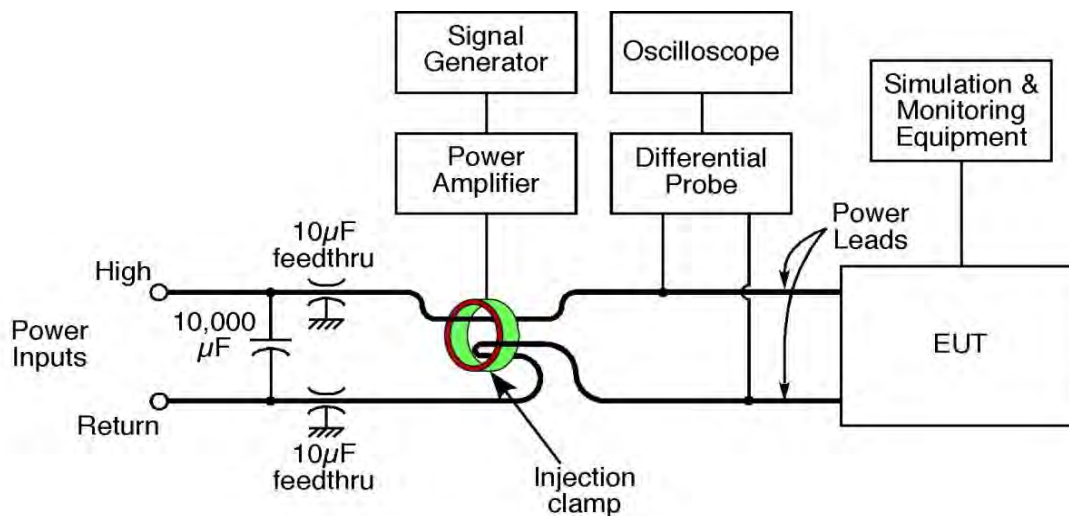 Signal
Generator
Oscilloscope
Simulation &
Monitoring
Equipment
Power
Amplifier
Differential
Probe
10µF
feedthru
Power
Leads
High
10,000
µF
Power
Inputs
EUT
Return
10µF
feedthru
Injection
clamp